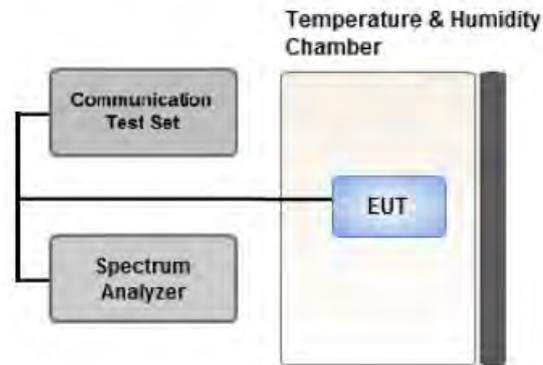 Temperature & Humidity
Chamber
Communication
Test Set
EUT
Spectrum
Analyzer